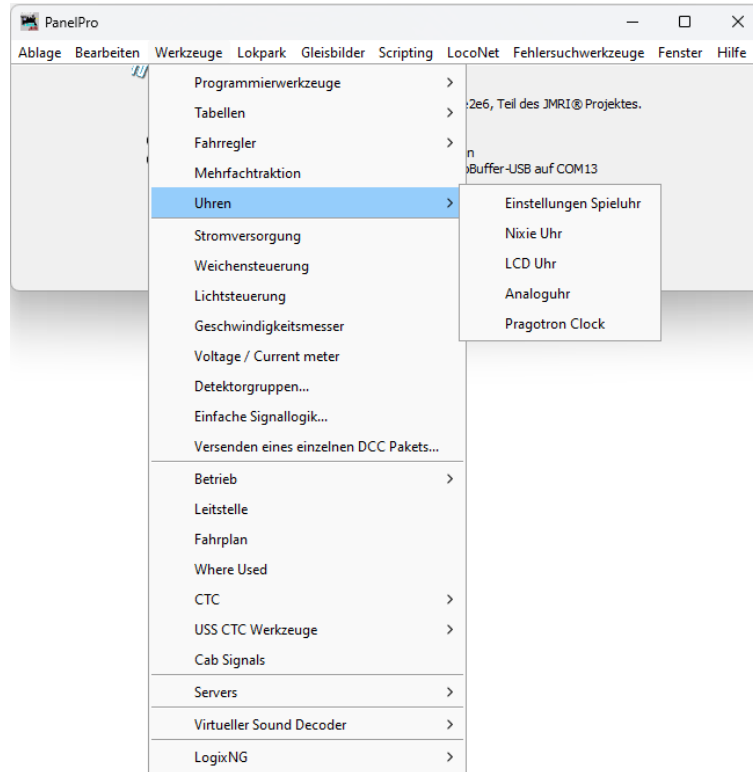 PanelPro
Ablage Bearbeiten Werkzeuge Lokpark Gleisbilder Scripting LocoNet Fehlersuchwerkzeuge Fenster Hilfe
Programmierwerkzeuge
2e6, Teil des JMRI® Projektes.
Tabellen
Fahrregler
Buffer-USB auf COM13
Mehrfachtraktion
Uhren
Einstellungen Spieluhr
Nixie Uhr
LCD Uhr
Analoguhr
Pragotron Clock
Stromversorgung
Weichensteuerung
Lichtsteuerung
Geschwindigkeitsmesser
Voltage / Current meter
Detektorgruppen...
Einfache Signallogik...
Versenden eines einzelnen DCC Pakets...
Betrieb
Leitstelle
Fahrplan
Where Used
CTC
USS CTC Werkzeuge
Cab Signals
Servers
Virtueller Sound Decoder
LogixNG